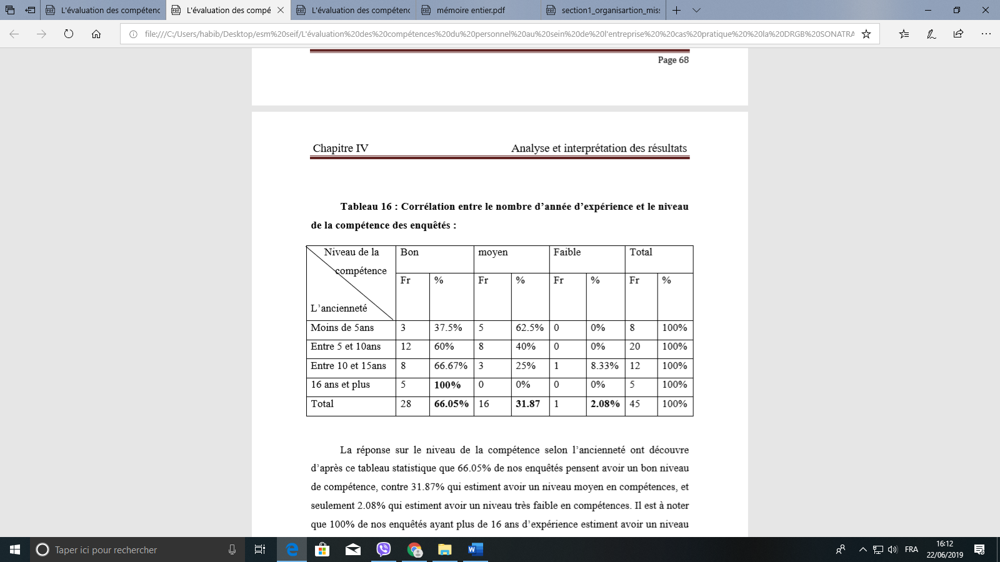 L'évaluation des compétenc
L'évaluation des compé
L'évaluation des compétenc
mémoire entier.pdf
section1_organisartion_mis
file:///C:/Users/habib/Desktop/esm%20seif/L'évaluation%20des%20compétences%20du%20personnel%20au%20sein%20de%20l'entreprise%20%20cas%20pratique%20%20la%20DRGB%20SONATRA
Page 68
Chapitre IV Analyse et interprétation des résultats
Tableau 16 : Corrélation entre le nombre d’année d’expérience et le niveau
de la compétence des enquêtés :
Niveau de la compétence L’ancienneté Bon moyen Faible Total
Fr % Fr % Fr % Fr %
Moins de 5ans 3 37.5% 5 62.5% 0 0% 8 100%
Entre 5 et 10ans 12 60% 8 40% 0 0% 20 100%
Entre 10 et 15ans 8 66.67% 3 25% 1 8.33% 12 100%
16 ans et plus 5 100% 0 0% 0 0% 5 100%
Total 28 66.05% 16 31.87 1 2.08% 45 100%
La réponse sur le niveau de la compétence selon l’ancienneté ont découvre
d’après ce tableau statistique que 66.05% de nos enquêtés pensent avoir un bon niveau
de compétence, contre 31.87% qui estiment avoir un niveau moyen en compétences, et
seulement 2.08% qui estiment avoir un niveau très faible en compétences. Il est à noter
que 100% de nos enquêtés ayant plus de 16 ans d’expérience estiment avoir un niveau
Taper ici pour rechercher
FRA
16:12
22/06/2019